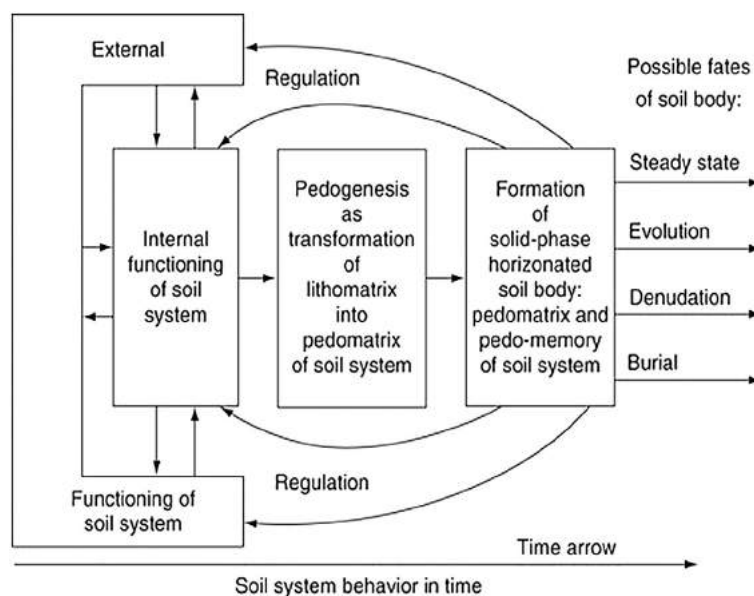 External
Regulation
Possible fates
of soil body:
Internal
functioning
of soil
system
Pedogenesis
as
transformation
of
lithomatrix
into
pedomatrix
of soil system
Formation
of
solid-phase
horizonated
soil body:
pedomatrix and
pedo-memory
of soil system
Steady state
Evolution
Denudation
Burial
Functioning of
soil system
Regulation
Time arrow
Soil system behavior in time